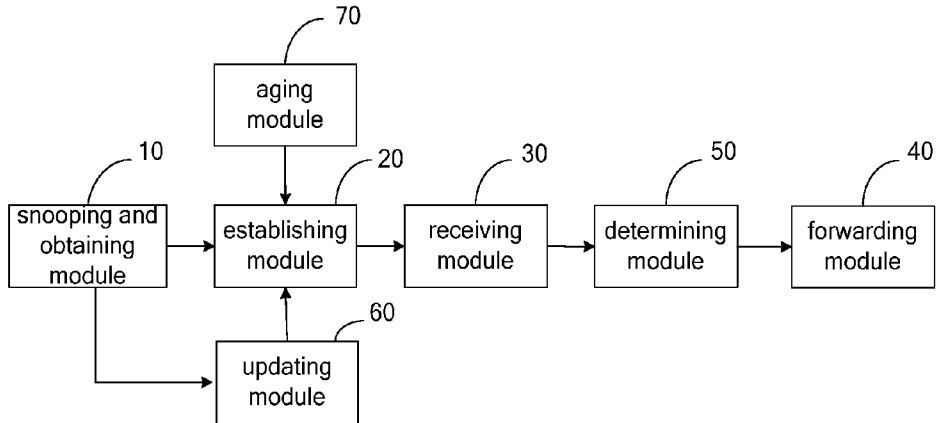 70
aging
module
10
20
30
50
40
snooping and
obtaining
module
establishing
module
receiving
module
determining
module
forwarding
module
60
updating
module